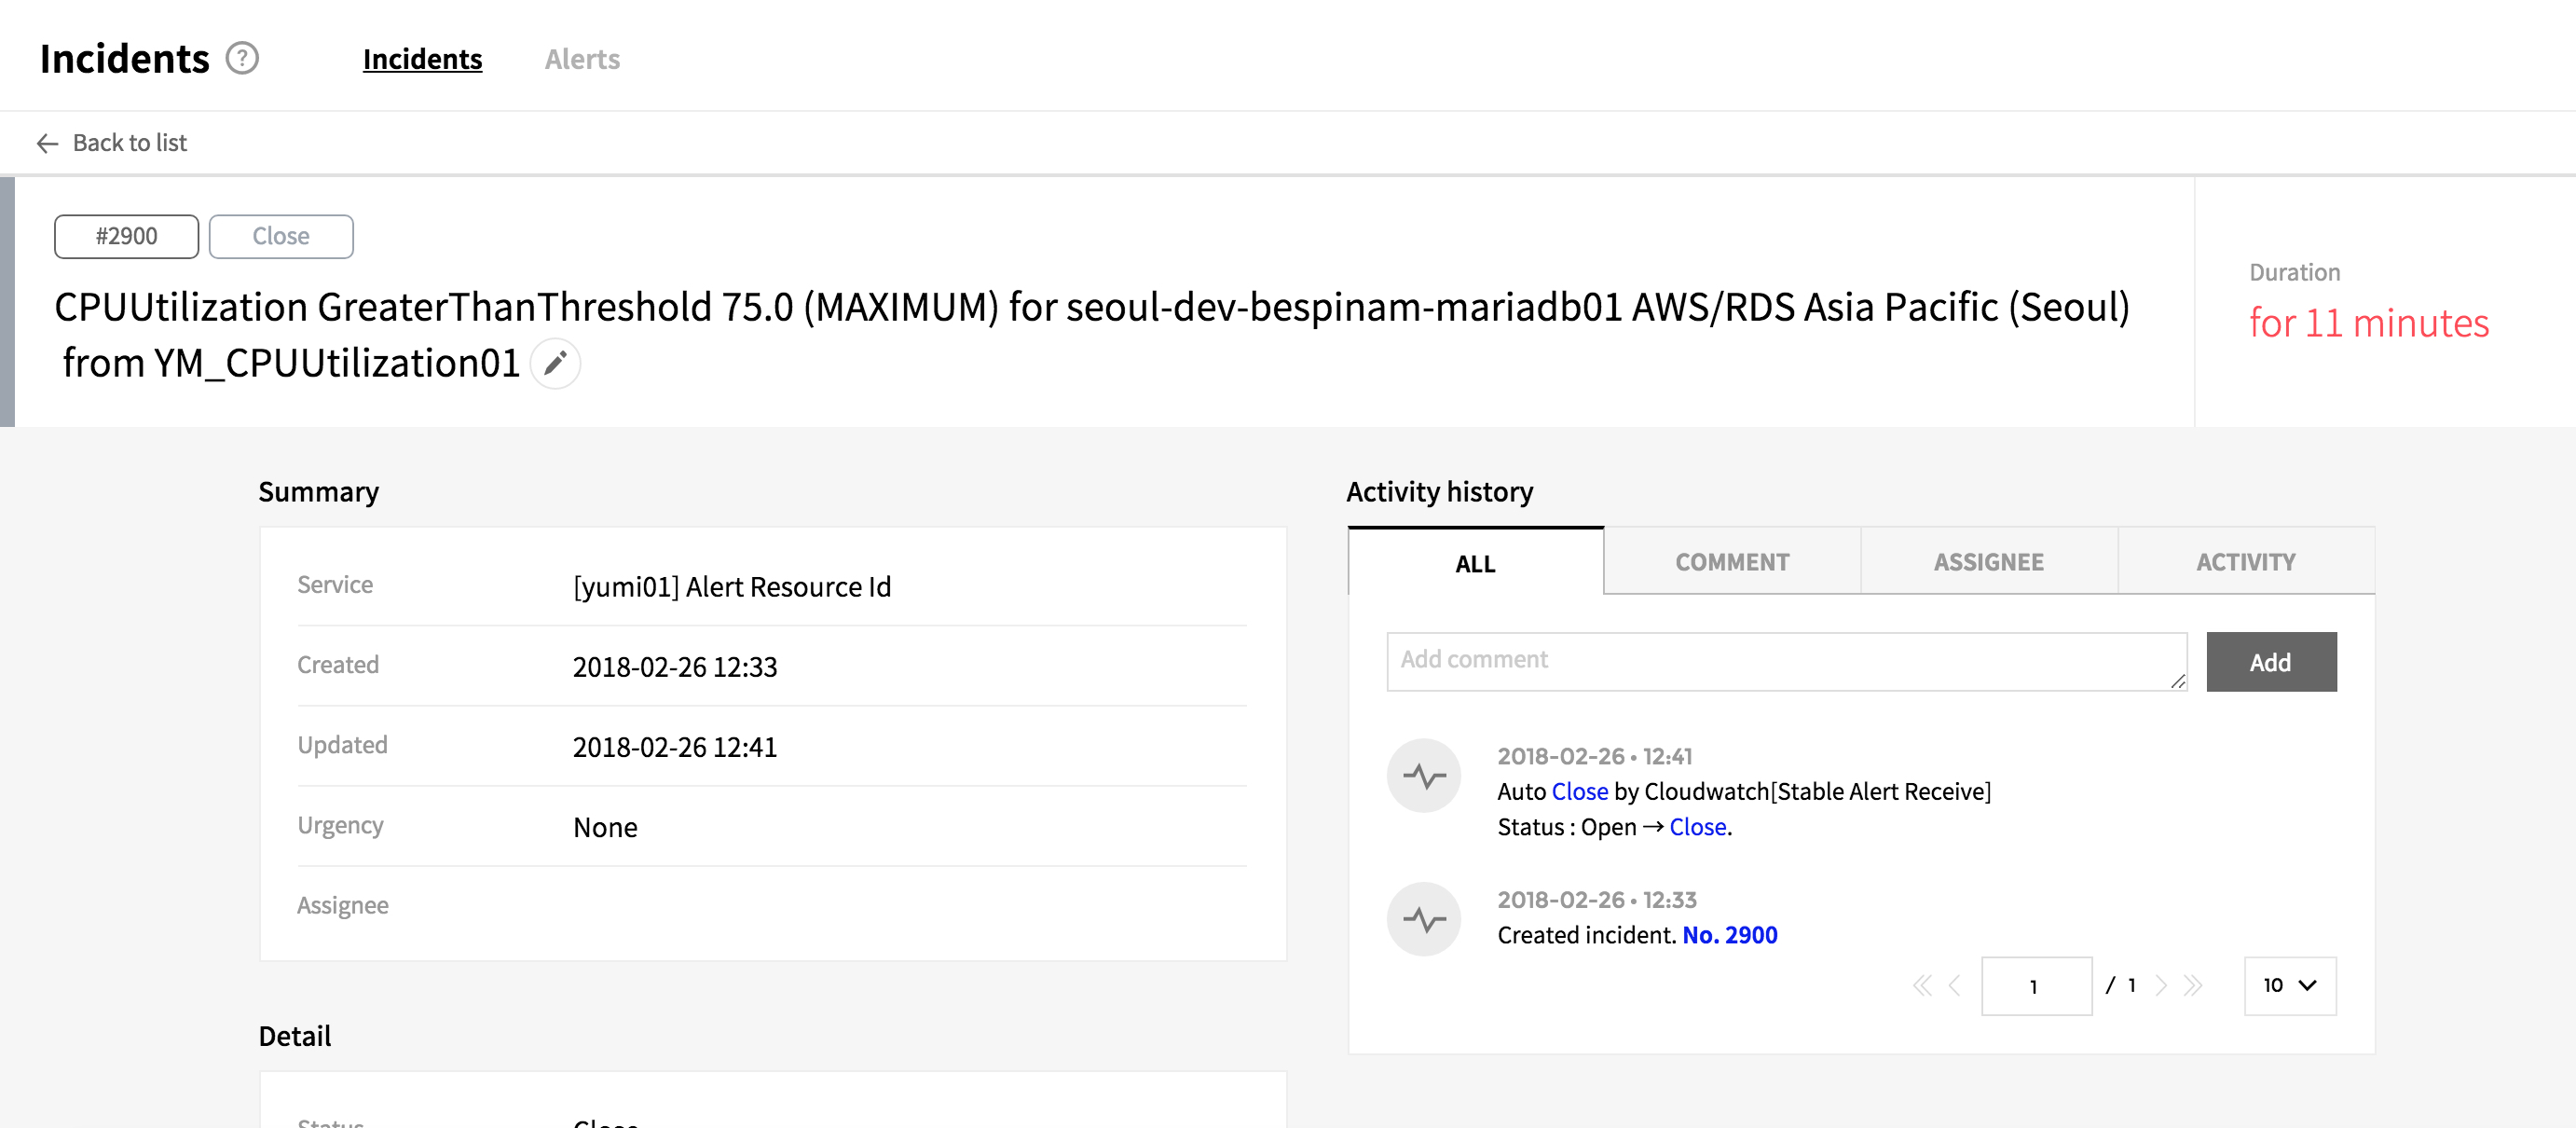 Incidents ? Incidents Alerts
← Back to list
#2900 Close
CPUUtilization GreaterThanThreshold 75.0 (MAXIMUM) for seoul-dev-bespinam-mariadb01 AWS/RDS Asia Pacific (Seoul)
from YM_CPUUtilization01
Duration
for 11 minutes
Summary
Service [yumi01] Alert Resource Id
Created 2018-02-26 12:33
Updated 2018-02-26 12:41
Urgency None
Assignee
Detail
Status Close
Activity history
ALL COMMENT ASSIGNEE ACTIVITY
Add comment Add
2018-02-26 • 12:41
Auto Close by Cloudwatch[Stable Alert Receive]
Status : Open → Close.
2018-02-26 • 12:33
Created incident. No. 2900
1 / 1 10